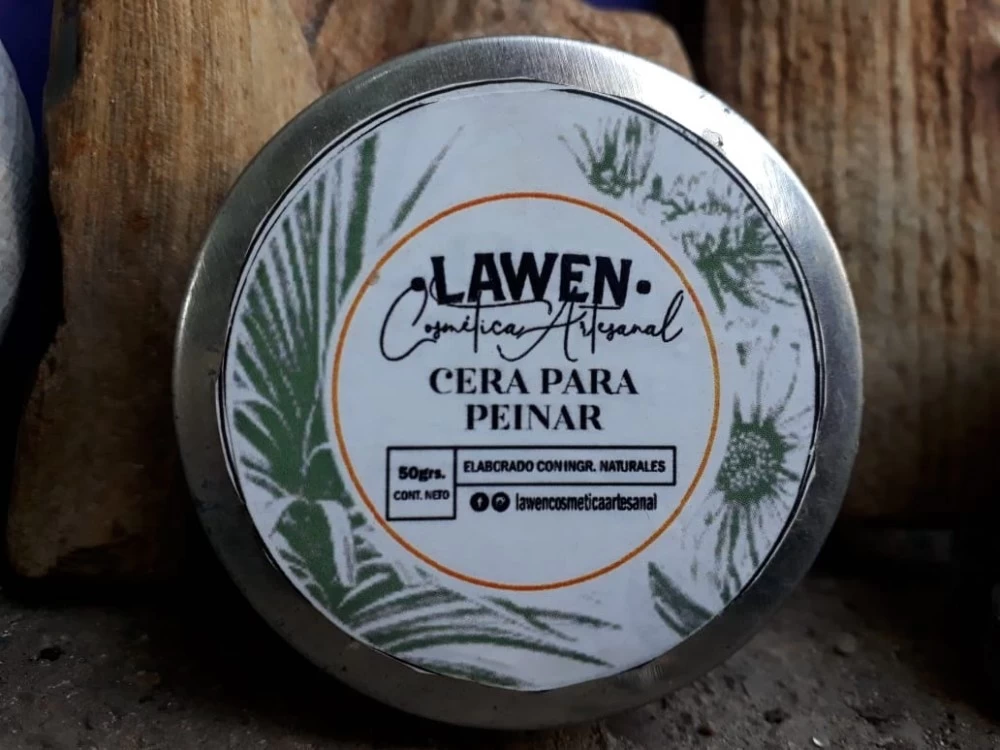 •LAWEN•
Cosmética Artesanal
CERA PARA
PEINAR
50grs.
CONT. NETO
ELABORADO CON INGR. NATURALES
lawencosmeticaartesanal